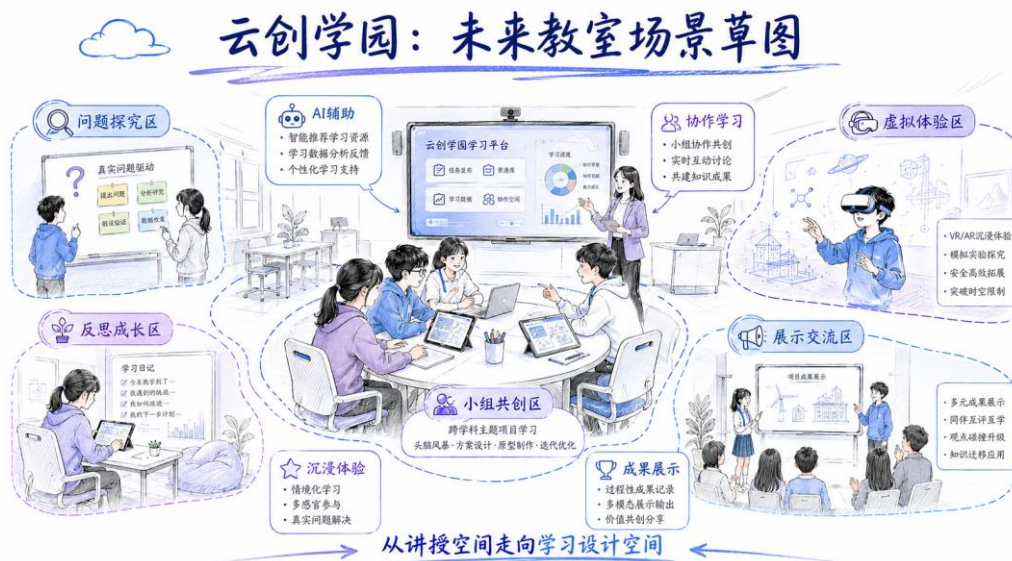 云创学园：未来教室场景草图
问题探究区
真实问题驱动
?
提出问题
分析研究
假设验证
数据收集
AI辅助
• 智能推荐学习资源
• 学习数据分析反馈
• 个性化学习支持
云创学园学习平台
任务发布
资源库
学习数据
协作空间
学习进度
协作学习
• 小组协作共创
• 实时互动讨论
• 共建知识成果
虚拟体验区
• VR/AR沉浸体验
• 模拟实验探究
• 安全高效拓展
• 突破时空限制
反思成长区
学习日记
今天我学到了…
我遇到的挑战…
我的下一步计划…
小组共创区
跨学科主题项目学习
头脑风暴·方案设计·原型制作·迭代优化
展示交流区
项目成果展示
• 多元成果展示
• 同伴互评互学
• 观点碰撞升级
• 知识迁移应用
沉浸体验
• 情境化学习
• 多感官参与
• 真实问题解决
成果展示
• 过程性成果记录
• 多模态展示输出
• 价值共创分享
从讲授空间走向学习设计空间